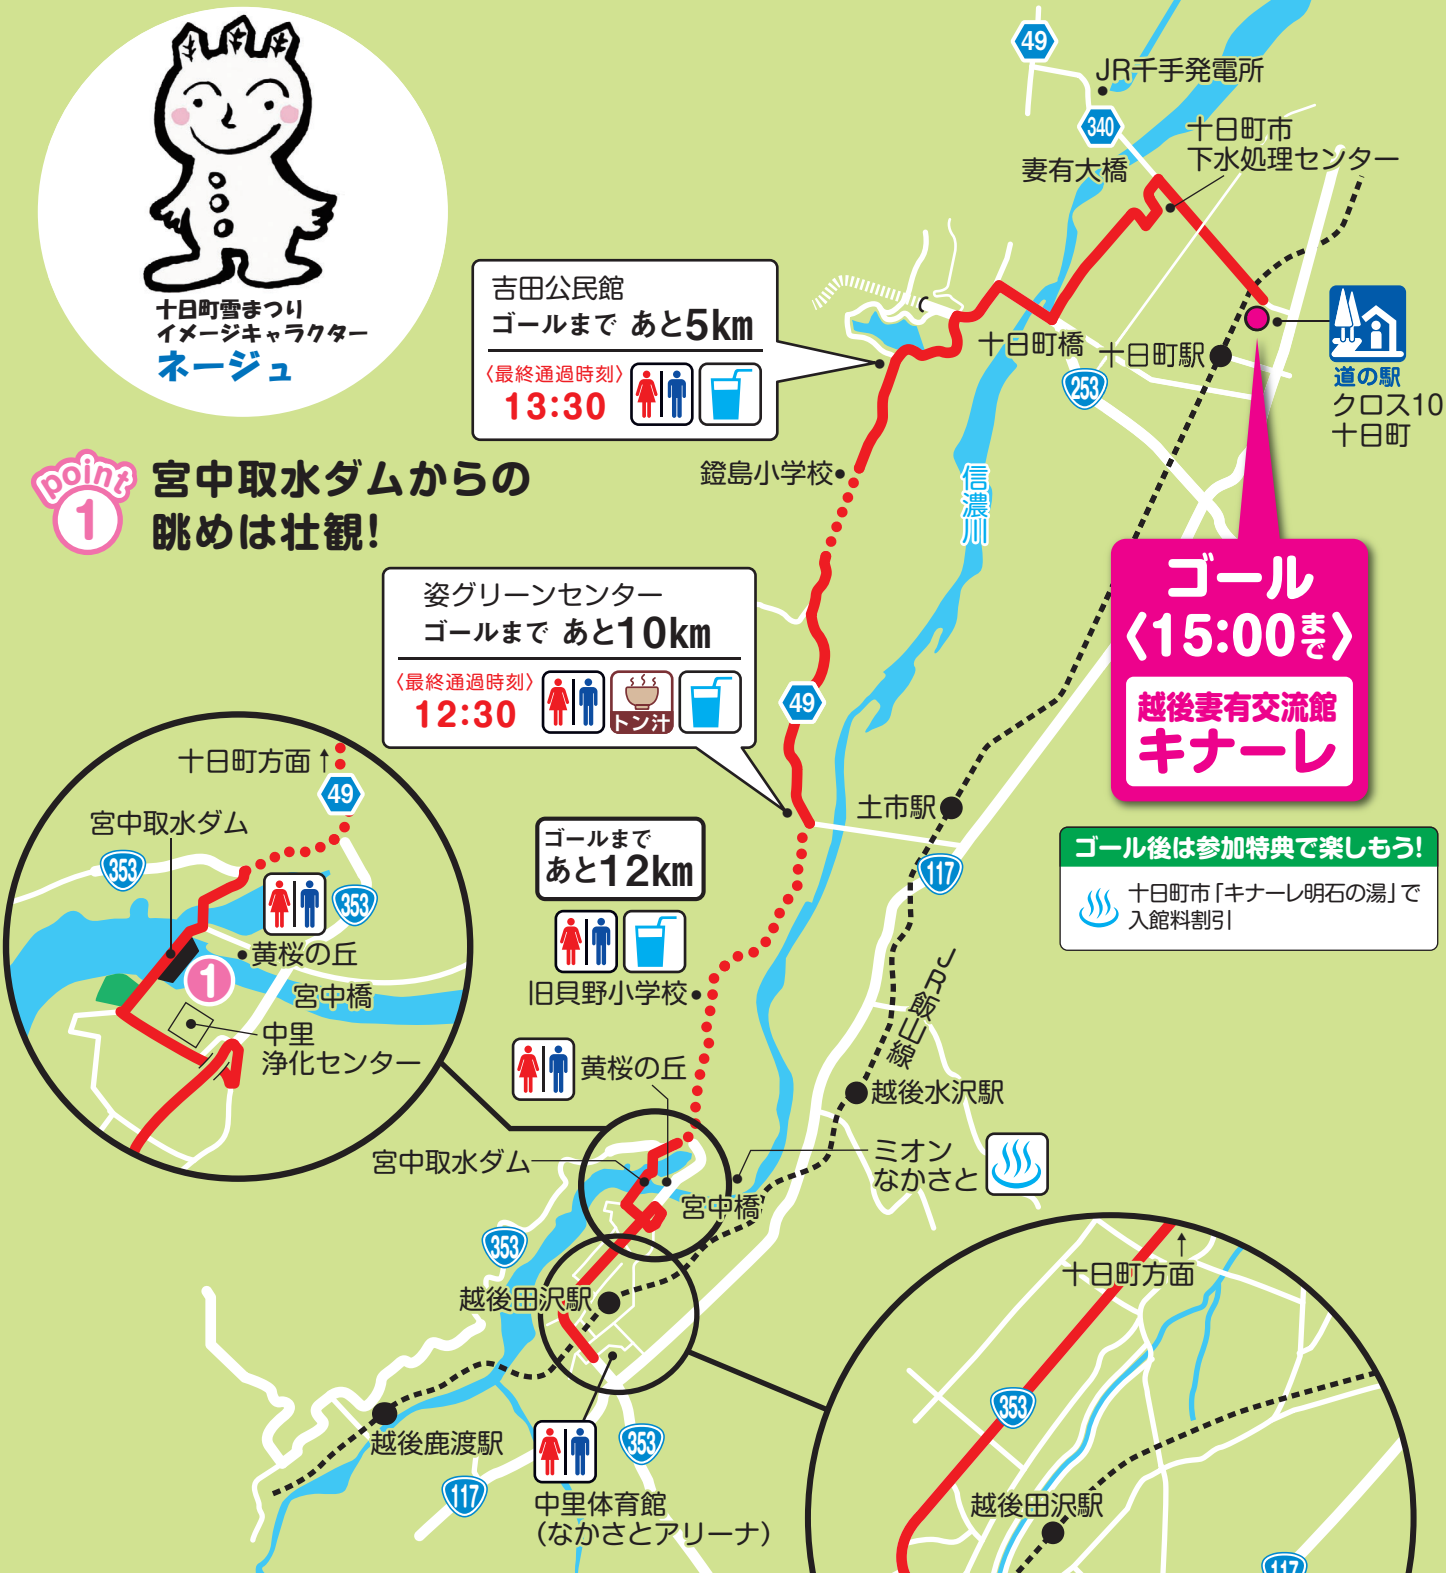 十日町雪まつり
イメージキャラクター
ネージュ
point
1
宮中取水ダムからの
眺めは壮観!
49
JR千手発電所
340
十日町市
下水処理センター
妻有大橋
吉田公民館
ゴールまで あと5km
〈最終通過時刻〉
13:30
十日町橋
十日町駅
253
道の駅
クロス10
十日町
鐙島小学校
信濃川
ゴール
〈15:00まで〉
越後妻有交流館
キナーレ
姿グリーンセンター
ゴールまで あと10km
〈最終通過時刻〉
12:30
トン汁
49
土市駅
117
ゴール後は参加特典で楽しもう!
十日町市「キナーレ明石の湯」で
入館料割引
十日町方面↑
49
宮中取水ダム
353
353
黄桜の丘
1
宮中橋
中里
浄化センター
ゴールまで
あと12km
旧貝野小学校
JR飯山線
黄桜の丘
越後水沢駅
宮中取水ダム
ミオン
なかさと
宮中橋
353
越後田沢駅
越後鹿渡駅
353
117
中里体育館
(なかさとアリーナ)
↑
十日町方面
353
越後田沢駅
117